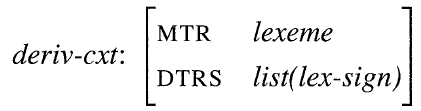 deriv-cxt: [MTR lexeme
DTRS list(lex-sign)]